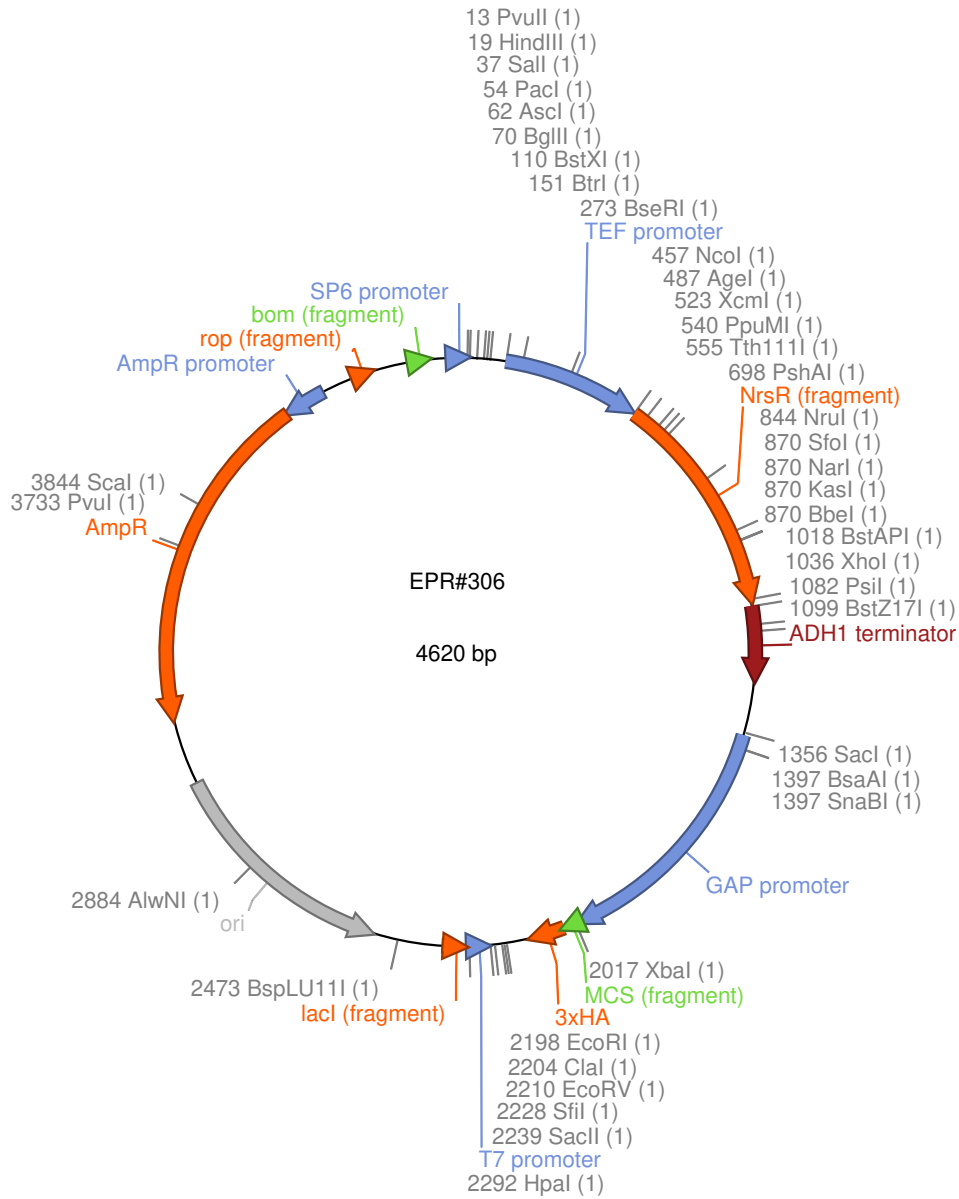 13 PvuII (1)
19 HindIII (1)
37 SalI (1)
54 PacI (1)
62 AscI (1)
70 BglII (1)
110 BstXI (1)
151 BtrI (1)
273 BseRI (1)
TEF promoter
457 NcoI (1)
487 AgeI (1)
523 XcmI (1)
540 PpuMI (1)
555 Tth111I (1)
698 PshAI (1)
NrsR (fragment)
844 NruI (1)
870 SfoI (1)
870 NarI (1)
870 KasI (1)
870 BbeI (1)
1018 BstAPI (1)
1036 XhoI (1)
1082 PsiI (1)
1099 BstZ17I (1)
ADH1 terminator
1356 SacI (1)
1397 BsaAI (1)
1397 SnaBI (1)
GAP promoter
2017 XbaI (1)
MCS (fragment)
3xHA
2198 EcoRI (1)
2204 ClaI (1)
2210 EcoRV (1)
2228 SfiI (1)
2239 SacII (1)
T7 promoter
2292 HpaI (1)
lacI (fragment)
2473 BspLU11I (1)
ori
2884 AlwNI (1)
AmpR
3733 PvuI (1)
3844 ScaI (1)
AmpR promoter
rop (fragment)
bom (fragment)
SP6 promoter
EPR#306
4620 bp